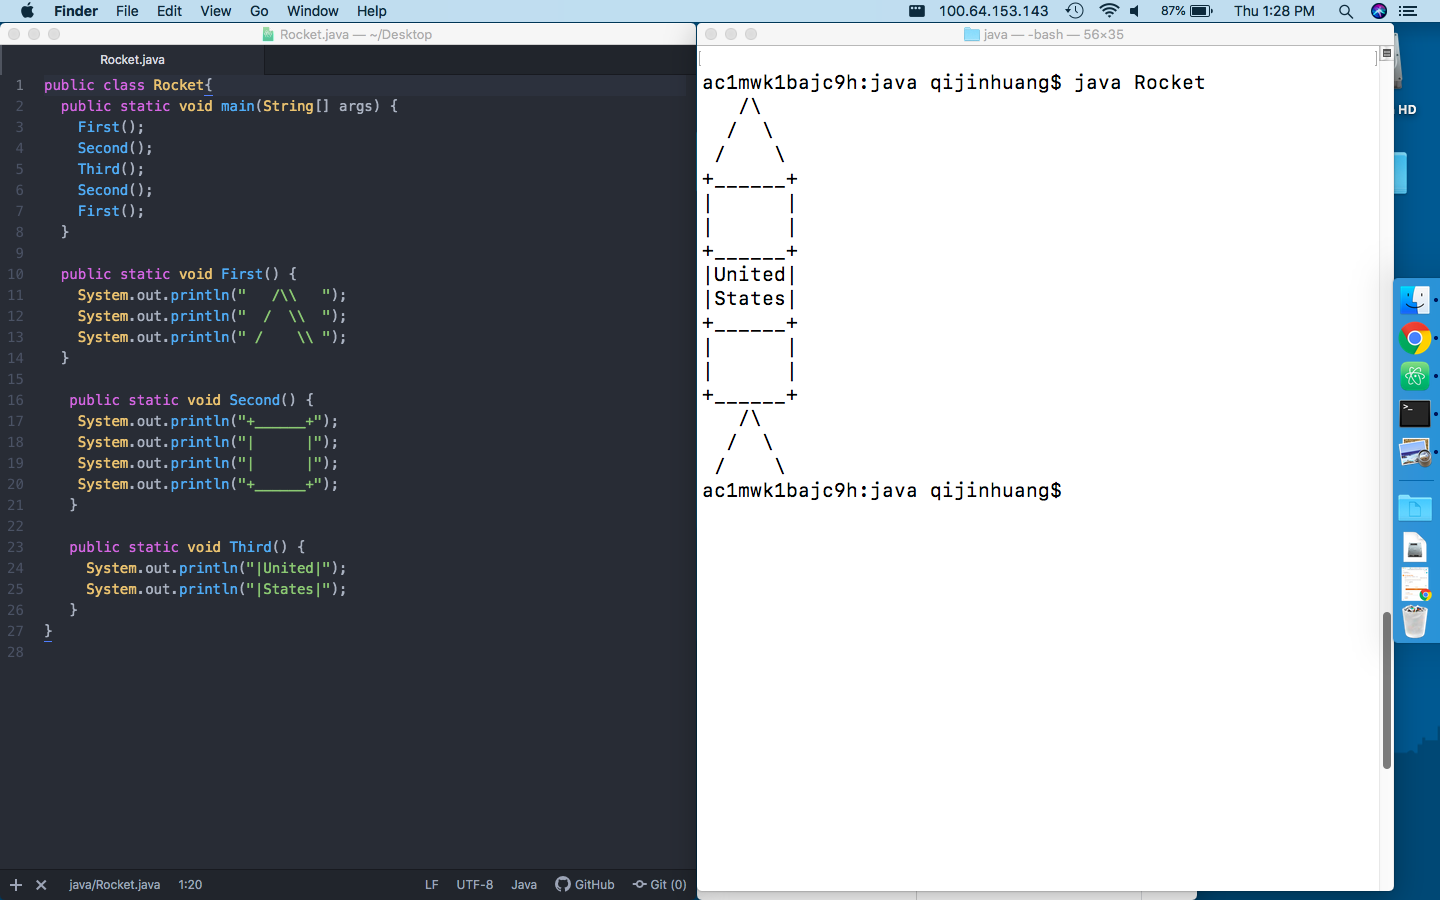 Finder File Edit View Go Window Help 100.64.153.143 87% Thu 1:28 PM
Rocket.java — ~/Desktop
Rocket.java
1 public class Rocket{
2   public static void main(String[] args) {
3     First();
4     Second();
5     Third();
6     Second();
7     First();
8   }
9
10   public static void First() {
11     System.out.println("   /\\   ");
12     System.out.println("  /  \\  ");
13     System.out.println(" /    \\ ");
14   }
15
16    public static void Second() {
17     System.out.println("+______+");
18     System.out.println("|      |");
19     System.out.println("|      |");
20     System.out.println("+______+");
21    }
22
23    public static void Third() {
24      System.out.println("|United|");
25      System.out.println("|States|");
26    }
27 }
28
java/Rocket.java 1:20 LF UTF-8 Java GitHub Git (0)
java — -bash — 56×35
ac1mwk1bajc9h:java qijinhuang$ java Rocket
   /\
  /  \
 /    \
+______+
|      |
|      |
+______+
|United|
|States|
+______+
|      |
|      |
+______+
   /\
  /  \
 /    \
ac1mwk1bajc9h:java qijinhuang$
HD